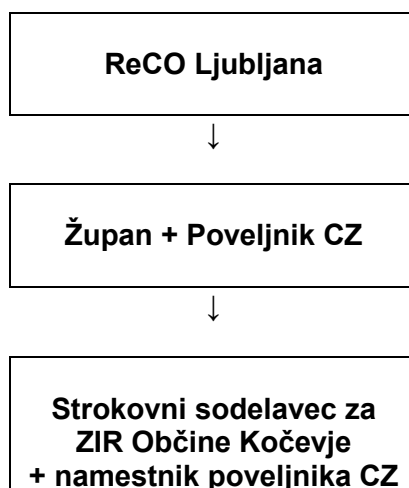 ReCO Ljubljana
↓
Župan + Poveljnik CZ
↓
Strokovni sodelavec za
ZIR Občine Kočevje
+ namestnik poveljnika CZ